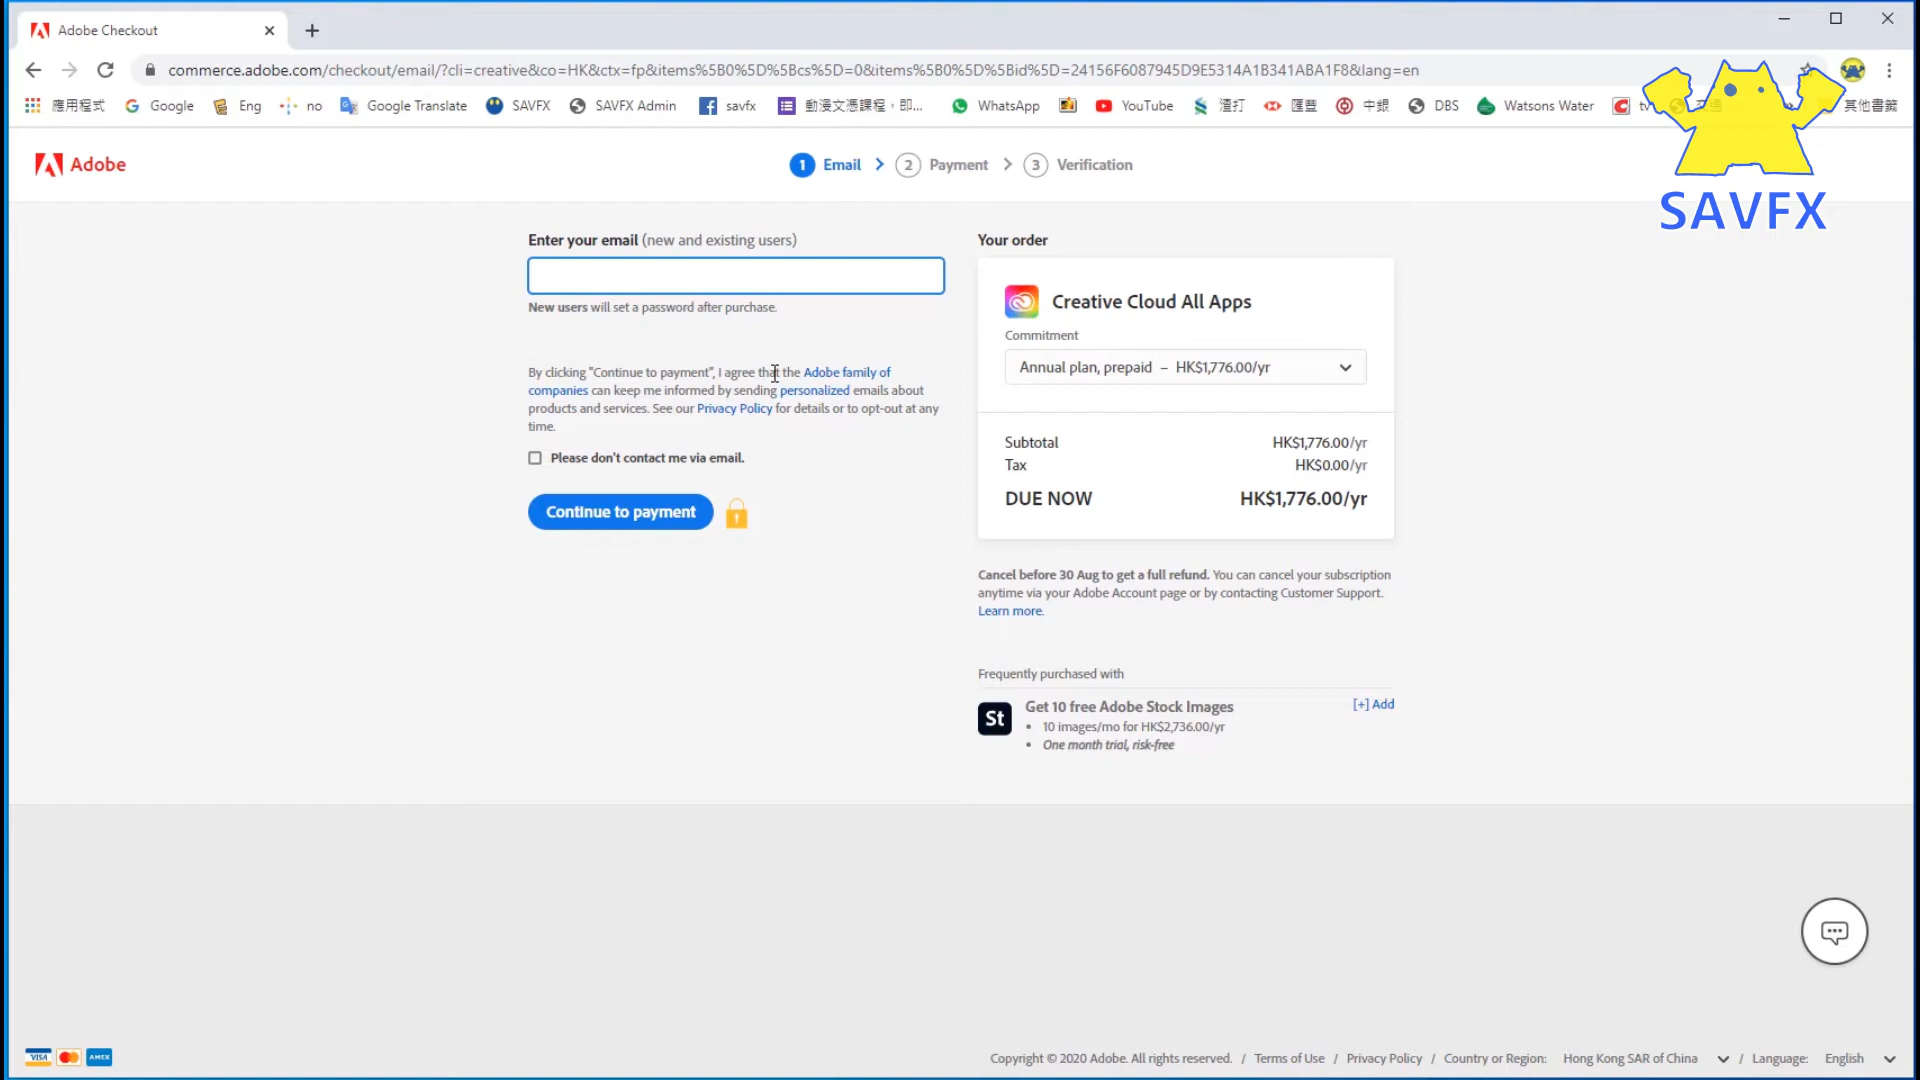 Adobe Checkout
commerce.adobe.com/checkout/email/?cli=creative&co=HK&ctx=fp&items%5B0%5D%5Bcs%5D=0&items%5B0%5D%5Bid%5D=24156F6087945D9E5314A1B341ABA1F8&lang=en
應用程式 Google Eng no Google Translate SAVFX SAVFX Admin savfx 動漫文憑課程，即... WhatsApp YouTube 渣打 匯豐 中銀 DBS Watsons Water 其他書籤
SAVFX
Adobe
1 Email 2 Payment 3 Verification
Enter your email (new and existing users)
New users will set a password after purchase.
By clicking "Continue to payment", I agree that the Adobe family of
companies can keep me informed by sending personalized emails about
products and services. See our Privacy Policy for details or to opt-out at any
time.
Please don't contact me via email.
Continue to payment
Your order
Creative Cloud All Apps
Commitment
Annual plan, prepaid – HK$1,776.00/yr
Subtotal HK$1,776.00/yr
Tax HK$0.00/yr
DUE NOW HK$1,776.00/yr
Cancel before 30 Aug to get a full refund. You can cancel your subscription
anytime via your Adobe Account page or by contacting Customer Support.
Learn more.
Frequently purchased with
St Get 10 free Adobe Stock Images [+] Add
• 10 images/mo for HK$2,736.00/yr
• One month trial, risk-free
VISA AMEX
Copyright © 2020 Adobe. All rights reserved. / Terms of Use / Privacy Policy / Country or Region: Hong Kong SAR of China / Language: English